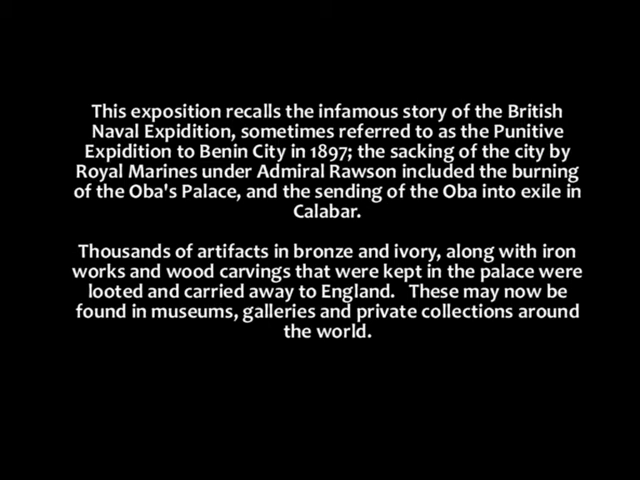 This exposition recalls the infamous story of the British
Naval Expidition, sometimes referred to as the Punitive
Expidition to Benin City in 1897; the sacking of the city by
Royal Marines under Admiral Rawson included the burning
of the Oba's Palace, and the sending of the Oba into exile in
Calabar.
Thousands of artifacts in bronze and ivory, along with iron
works and wood carvings that were kept in the palace were
looted and carried away to England.   These may now be
found in museums, galleries and private collections around
the world.